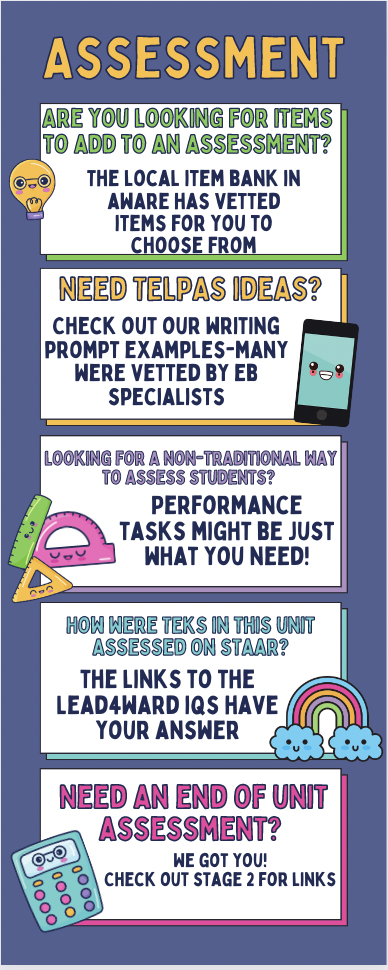 ASSESSMENT
ARE YOU LOOKING FOR ITEMS
TO ADD TO AN ASSESSMENT?
THE LOCAL ITEM BANK IN
AWARE HAS VETTED
ITEMS FOR YOU TO
CHOOSE FROM
NEED TELPAS IDEAS?
CHECK OUT OUR WRITING
PROMPT EXAMPLES-MANY
WERE VETTED BY EB
SPECIALISTS
LOOKING FOR A NON-TRADITIONAL WAY
TO ASSESS STUDENTS?
PERFORMANCE
TASKS MIGHT BE JUST
WHAT YOU NEED!
HOW WERE TEKS IN THIS UNIT
ASSESSED ON STAAR?
THE LINKS TO THE
LEAD4WARD IQS HAVE
YOUR ANSWER
NEED AN END OF UNIT
ASSESSMENT?
WE GOT YOU!
CHECK OUT STAGE 2 FOR LINKS